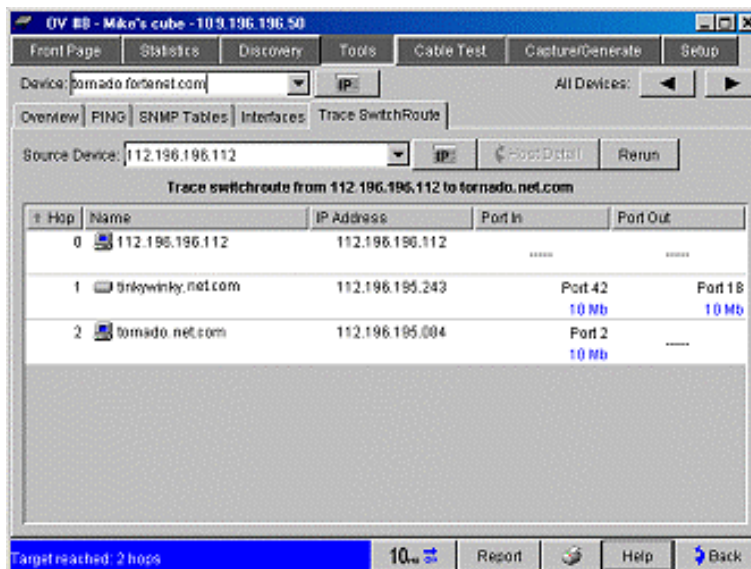 OV #8 - Mike's cube - 109.196.196.50
Front Page Statistics Discovery Tools Cable Test Capture/Generate Setup
Device: tornado.fortenet.com IP All Devices:
Overview PING SNMP Tables Interfaces Trace SwitchRoute
Source Device: 112.196.196.112 IP Host Detail Rerun
Trace switchroute from 112.196.196.112 to tornado.net.com
Hop Name IP Address Port In Port Out
0 112.196.196.112 112.196.196.112 ----- -----
1 tinkywinky.net.com 112.196.195.243 Port 42 Port 18
10 Mb 10 Mb
2 tornado.net.com 112.196.195.004 Port 2 -----
10 Mb
Target reached: 2 hops 10 Report Help Back